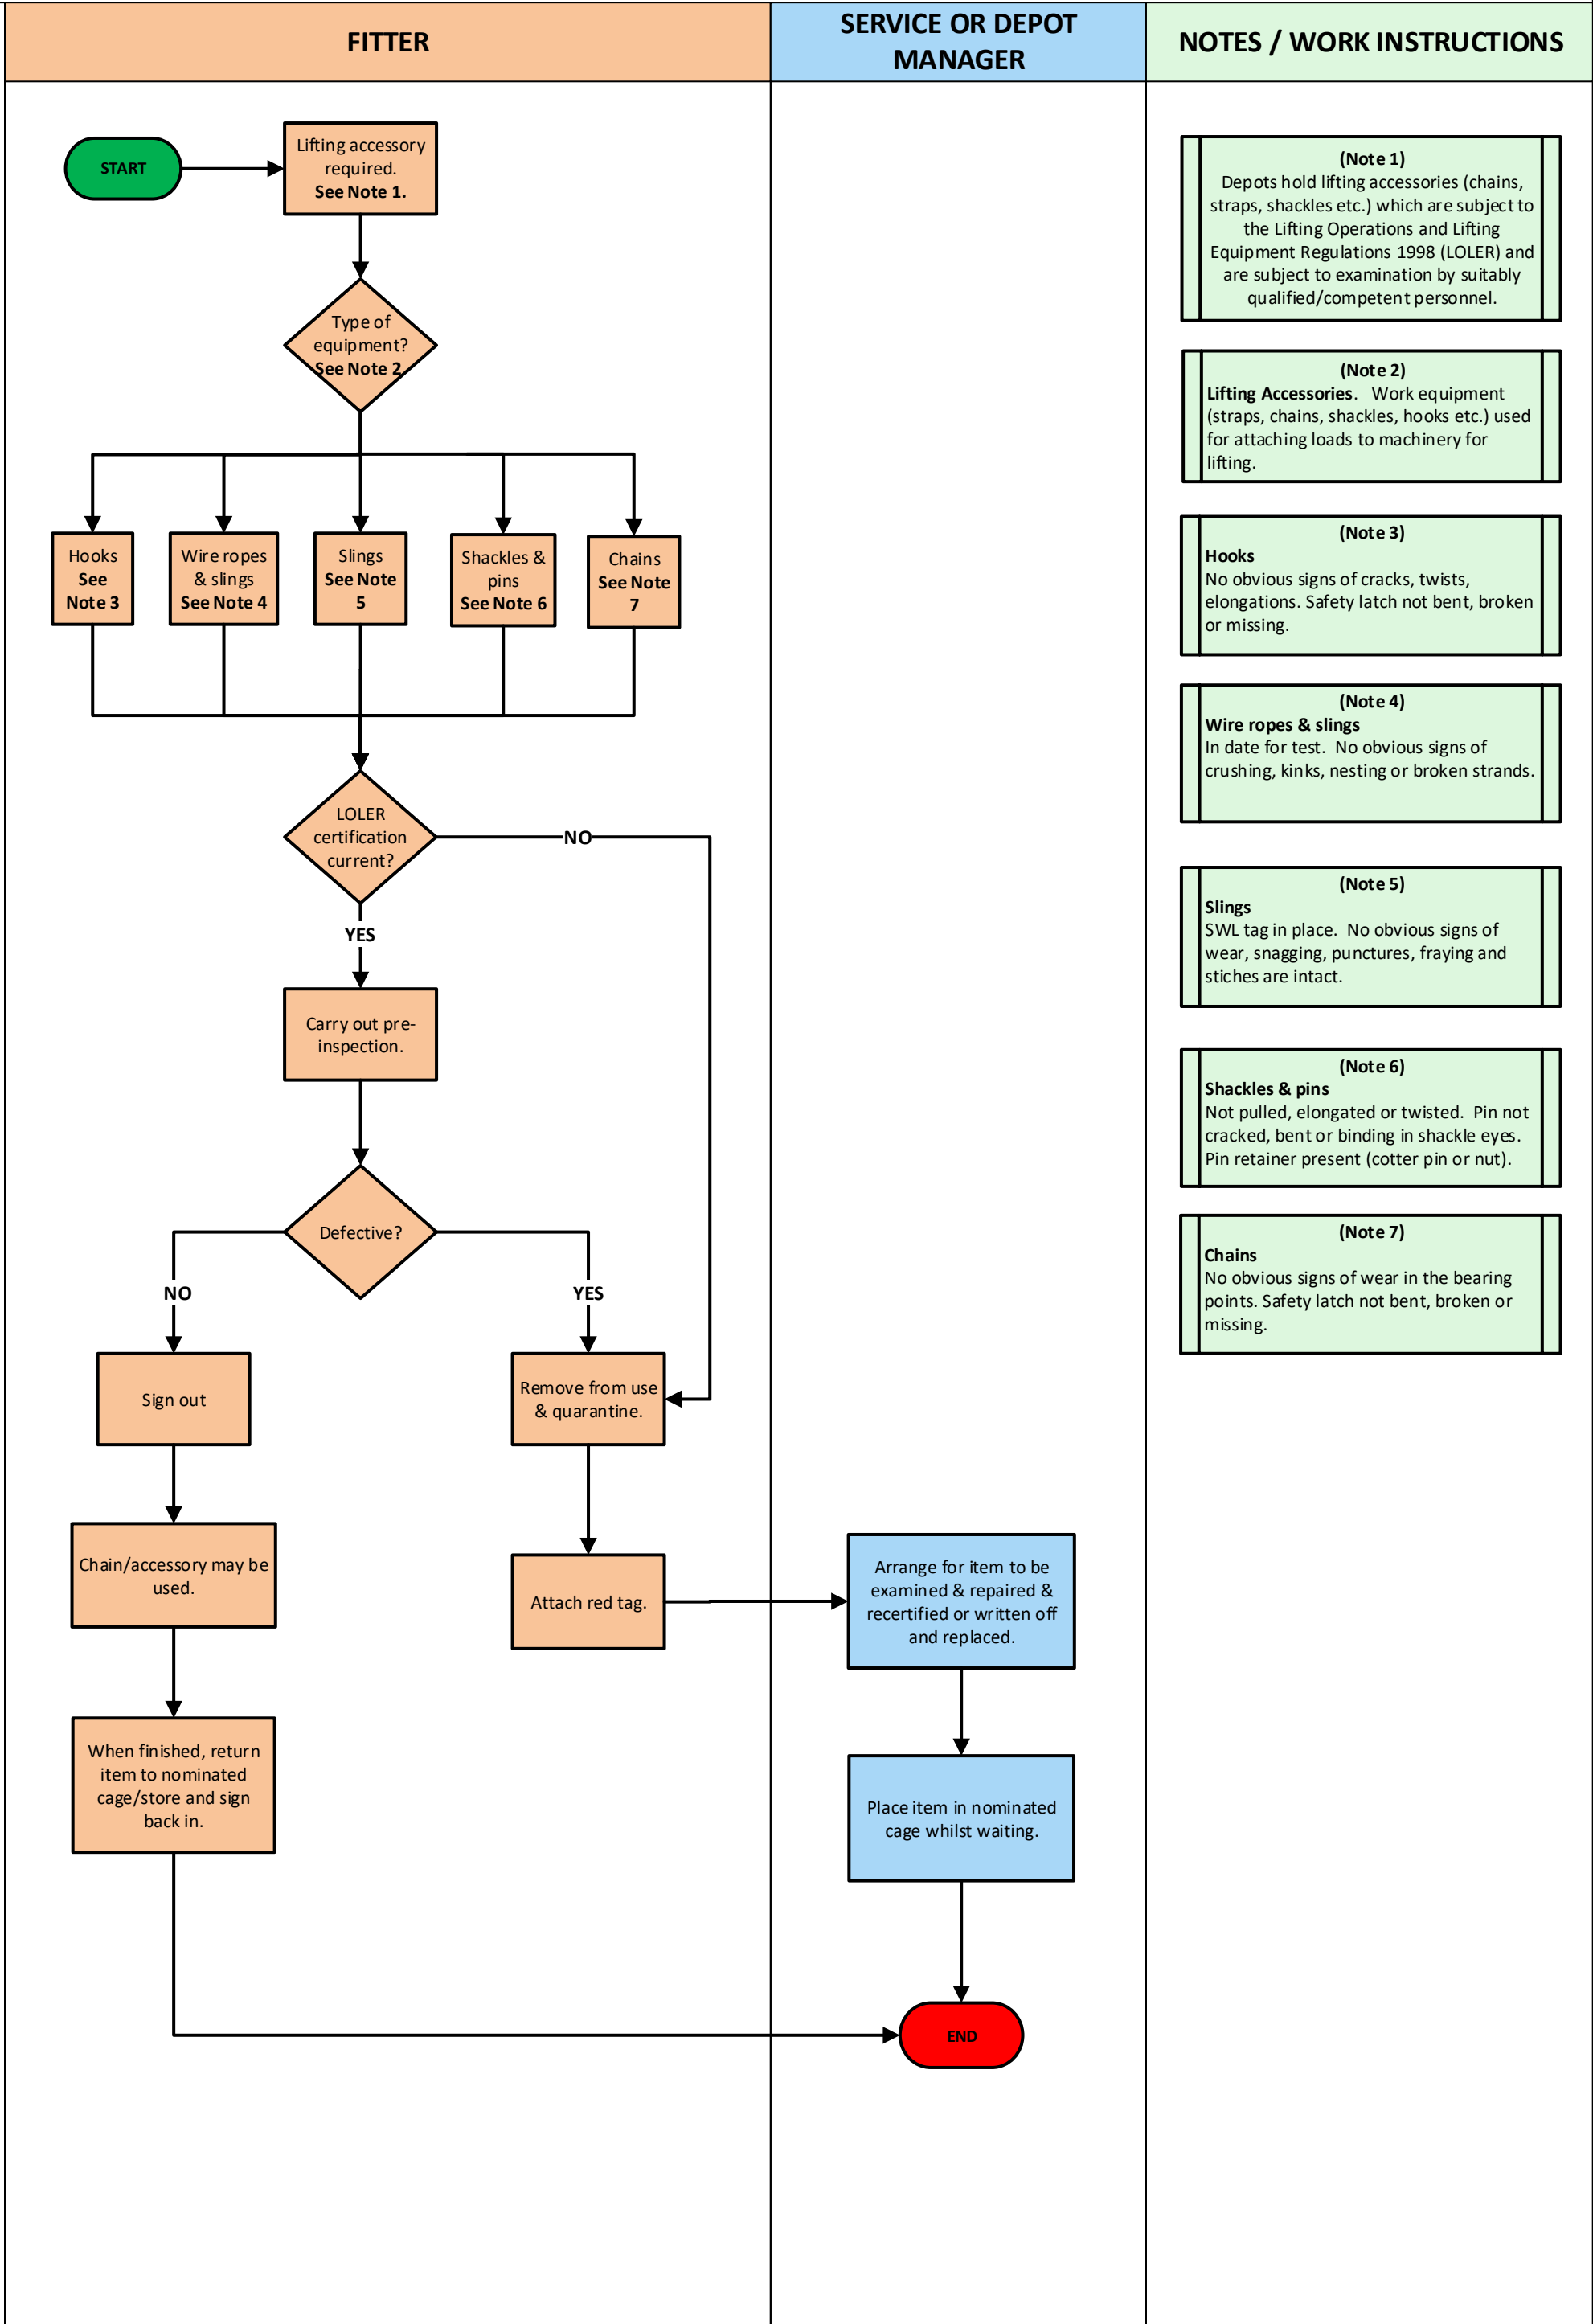 FITTER
SERVICE OR DEPOT
MANAGER
NOTES / WORK INSTRUCTIONS
START
Lifting accessory
required.
See Note 1.
Type of
equipment?
See Note 2
Hooks
See
Note 3
Wire ropes
& slings
See Note 4
Slings
See Note
5
Shackles &
pins
See Note 6
Chains
See Note
7
LOLER
certification
current?
NO
YES
Carry out pre-
inspection.
Defective?
NO
YES
Sign out
Remove from use
& quarantine.
Chain/accessory may be
used.
Attach red tag.
Arrange for item to be
examined & repaired &
recertified or written off
and replaced.
When finished, return
item to nominated
cage/store and sign
back in.
Place item in nominated
cage whilst waiting.
END
(Note 1)
Depots hold lifting accessories (chains,
straps, shackles etc.) which are subject to
the Lifting Operations and Lifting
Equipment Regulations 1998 (LOLER) and
are subject to examination by suitably
qualified/competent personnel.
(Note 2)
Lifting Accessories. Work equipment
(straps, chains, shackles, hooks etc.) used
for attaching loads to machinery for
lifting.
(Note 3)
Hooks
No obvious signs of cracks, twists,
elongations. Safety latch not bent, broken
or missing.
(Note 4)
Wire ropes & slings
In date for test. No obvious signs of
crushing, kinks, nesting or broken strands.
(Note 5)
Slings
SWL tag in place. No obvious signs of
wear, snagging, punctures, fraying and
stiches are intact.
(Note 6)
Shackles & pins
Not pulled, elongated or twisted. Pin not
cracked, bent or binding in shackle eyes.
Pin retainer present (cotter pin or nut).
(Note 7)
Chains
No obvious signs of wear in the bearing
points. Safety latch not bent, broken or
missing.